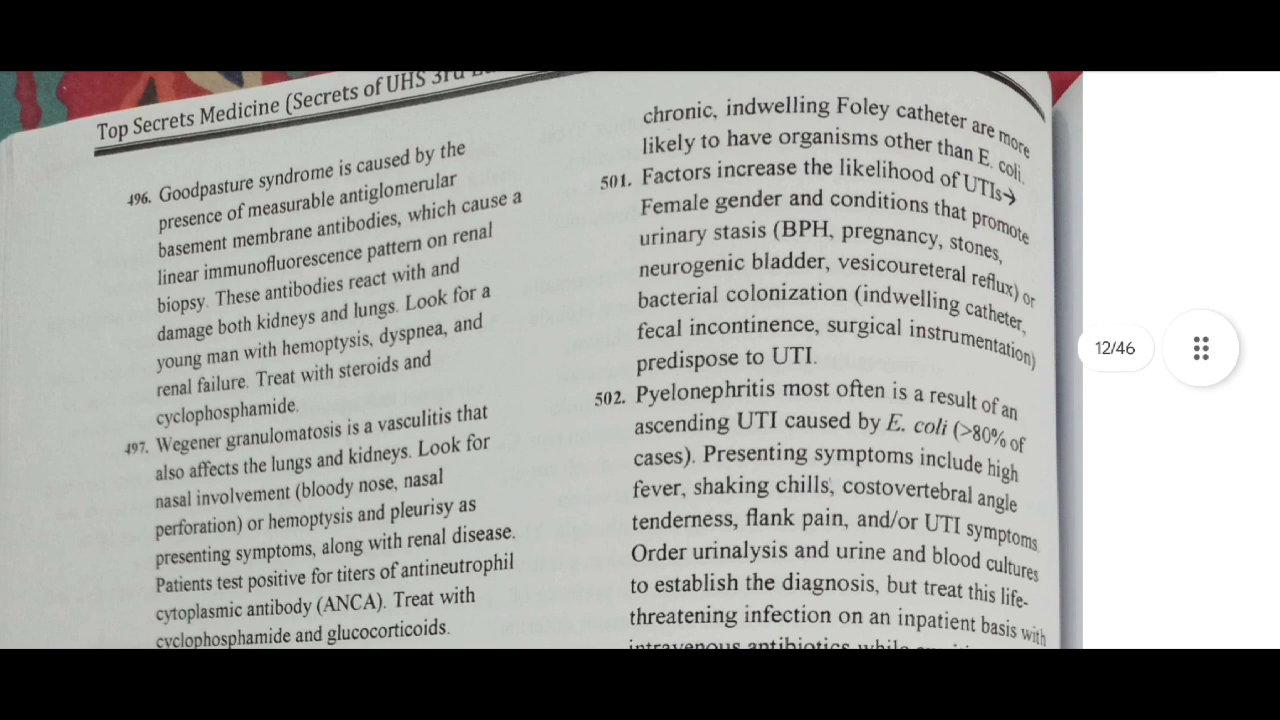 Top Secrets Medicine (Secrets of UHS 3rd
496. Goodpasture syndrome is caused by the
presence of measurable antiglomerular
basement membrane antibodies, which cause a
linear immunofluorescence pattern on renal
biopsy. These antibodies react with and
damage both kidneys and lungs. Look for a
young man with hemoptysis, dyspnea, and
renal failure. Treat with steroids and
cyclophosphamide.
497. Wegener granulomatosis is a vasculitis that
also affects the lungs and kidneys. Look for
nasal involvement (bloody nose, nasal
perforation) or hemoptysis and pleurisy as
presenting symptoms, along with renal disease.
Patients test positive for titers of antineutrophil
cytoplasmic antibody (ANCA). Treat with
cyclophosphamide and glucocorticoids.
chronic, indwelling Foley catheter are more
likely to have organisms other than E. coli.
501. Factors increase the likelihood of UTIs→
Female gender and conditions that promote
urinary stasis (BPH, pregnancy, stones,
neurogenic bladder, vesicoureteral reflux) or
bacterial colonization (indwelling catheter,
fecal incontinence, surgical instrumentation)
predispose to UTI.
502. Pyelonephritis most often is a result of an
ascending UTI caused by E. coli (>80% of
cases). Presenting symptoms include high
fever, shaking chills, costovertebral angle
tenderness, flank pain, and/or UTI symptoms.
Order urinalysis and urine and blood cultures
to establish the diagnosis, but treat this life-
threatening infection on an inpatient basis with
intravenous antibiotics while
12/46